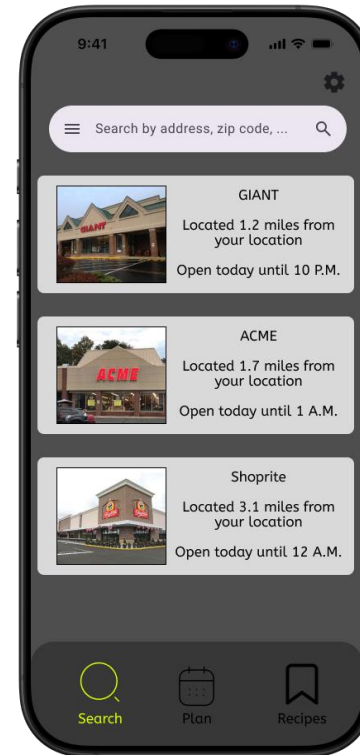 9:41
Search by address, zip code, ...
GIANT
GIANT
Located 1.2 miles from
your location
Open today until 10 P.M.
ACME
ACME
Located 1.7 miles from
your location
Open today until 1 A.M.
Shoprite
Located 3.1 miles from
your location
Open today until 12 A.M.
Search
Plan
Recipes